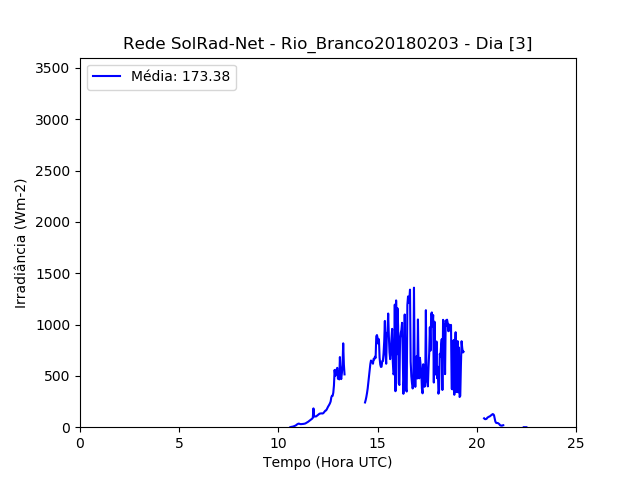 Rede SolRad-Net - Rio_Branco20180203 - Dia [3]
Média: 173.38
Irradiância (Wm-2)
3500
3000
2500
2000
1500
1000
500
0
0 5 10 15 20 25
Tempo (Hora UTC)